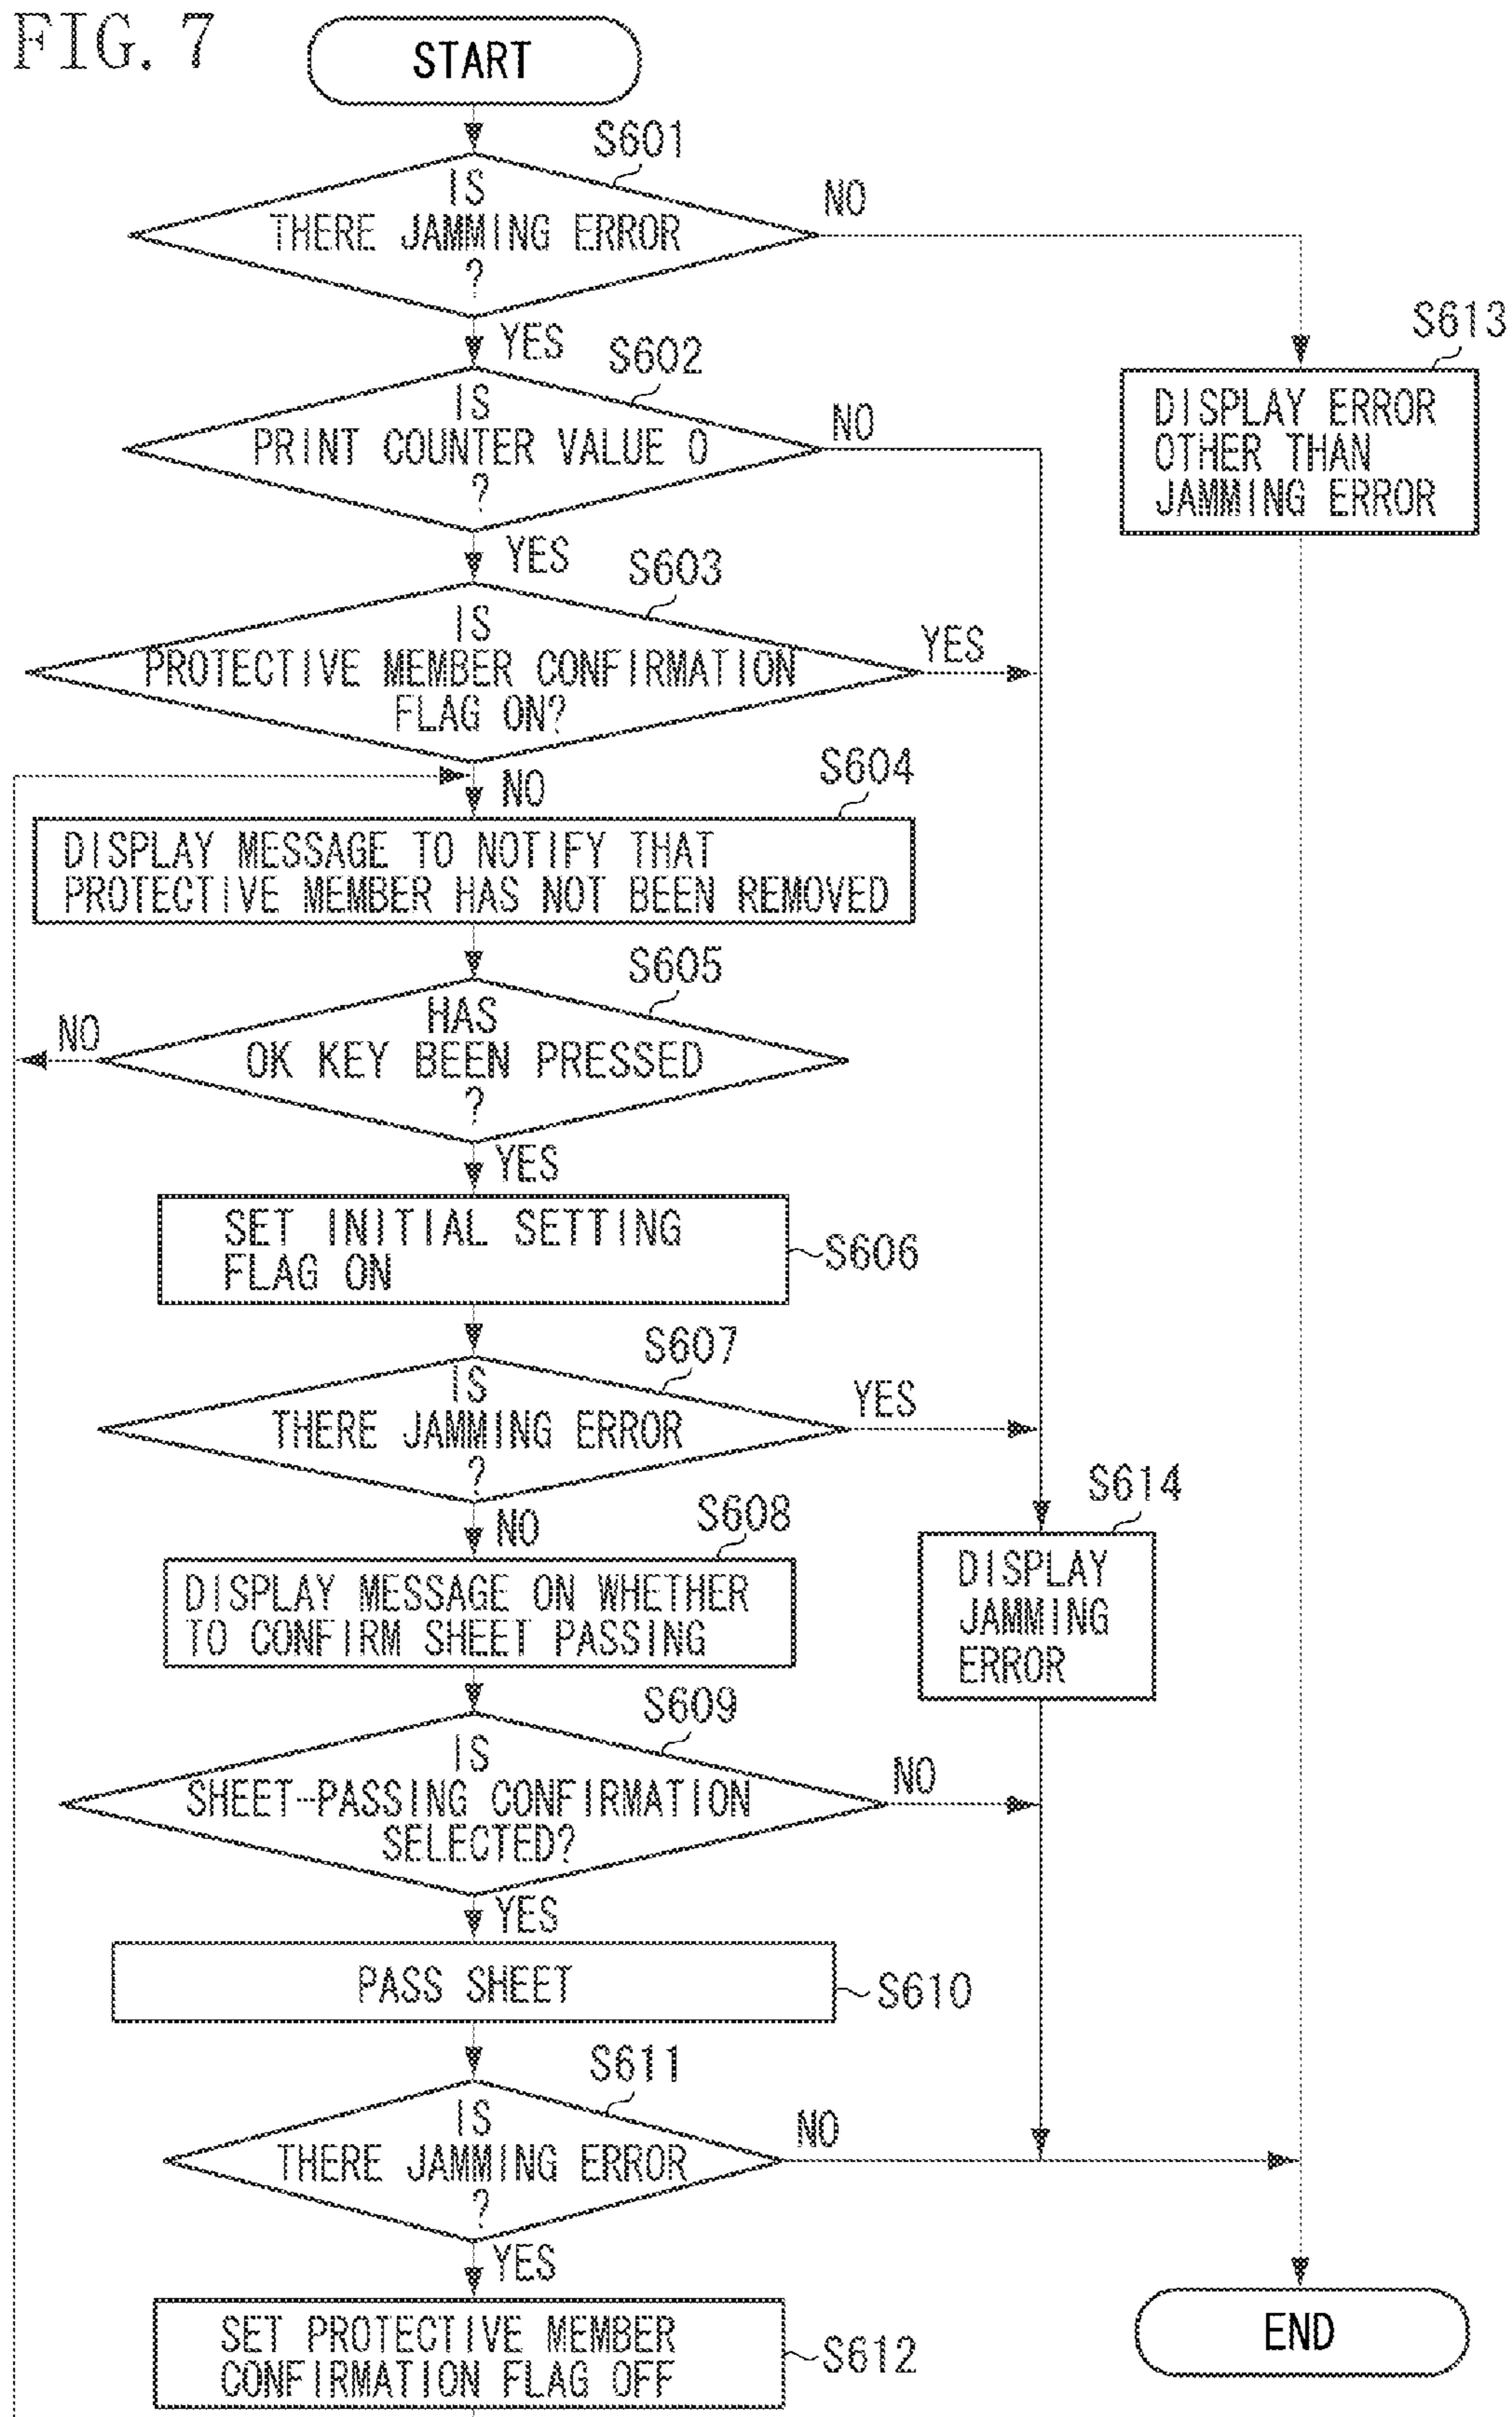 FIG. 7
START
S601
IS
THERE JAMMING ERROR
?
NO
YES
S602
IS
PRINT COUNTER VALUE 0
?
NO
S613
DISPLAY ERROR
OTHER THAN
JAMMING ERROR
YES
S603
IS
PROTECTIVE MEMBER CONFIRMATION
FLAG ON?
YES
NO
S604
DISPLAY MESSAGE TO NOTIFY THAT
PROTECTIVE MEMBER HAS NOT BEEN REMOVED
S605
HAS
OK KEY BEEN PRESSED
?
NO
YES
SET INITIAL SETTING
FLAG ON
S606
S607
IS
THERE JAMMING ERROR
?
YES
NO
S608
DISPLAY MESSAGE ON WHETHER
TO CONFIRM SHEET PASSING
S614
DISPLAY
JAMMING
ERROR
S609
IS
SHEET-PASSING CONFIRMATION
SELECTED?
NO
YES
PASS SHEET
S610
S611
IS
THERE JAMMING ERROR
?
NO
YES
SET PROTECTIVE MEMBER
CONFIRMATION FLAG OFF
S612
END